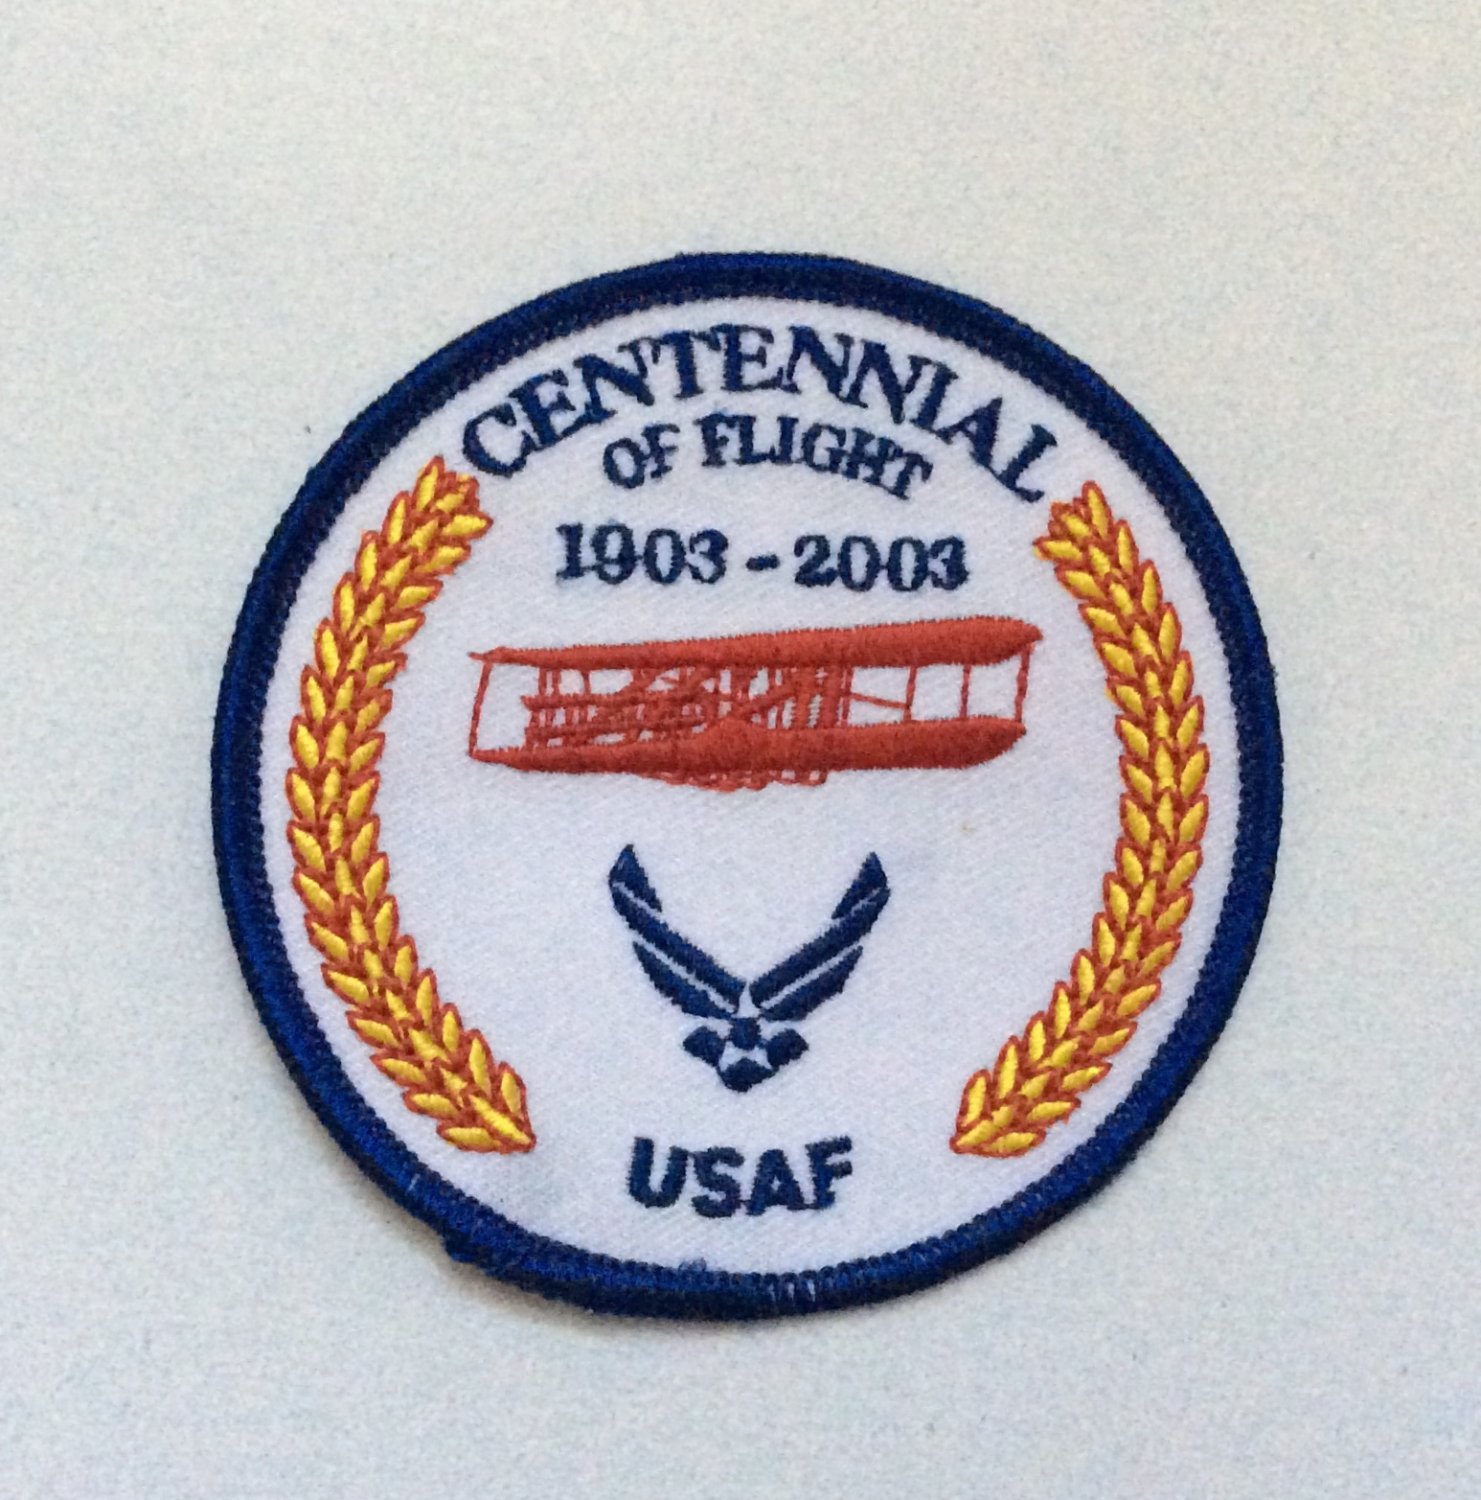 CENTENNIAL
OF FLIGHT
1903 - 2003
USAF